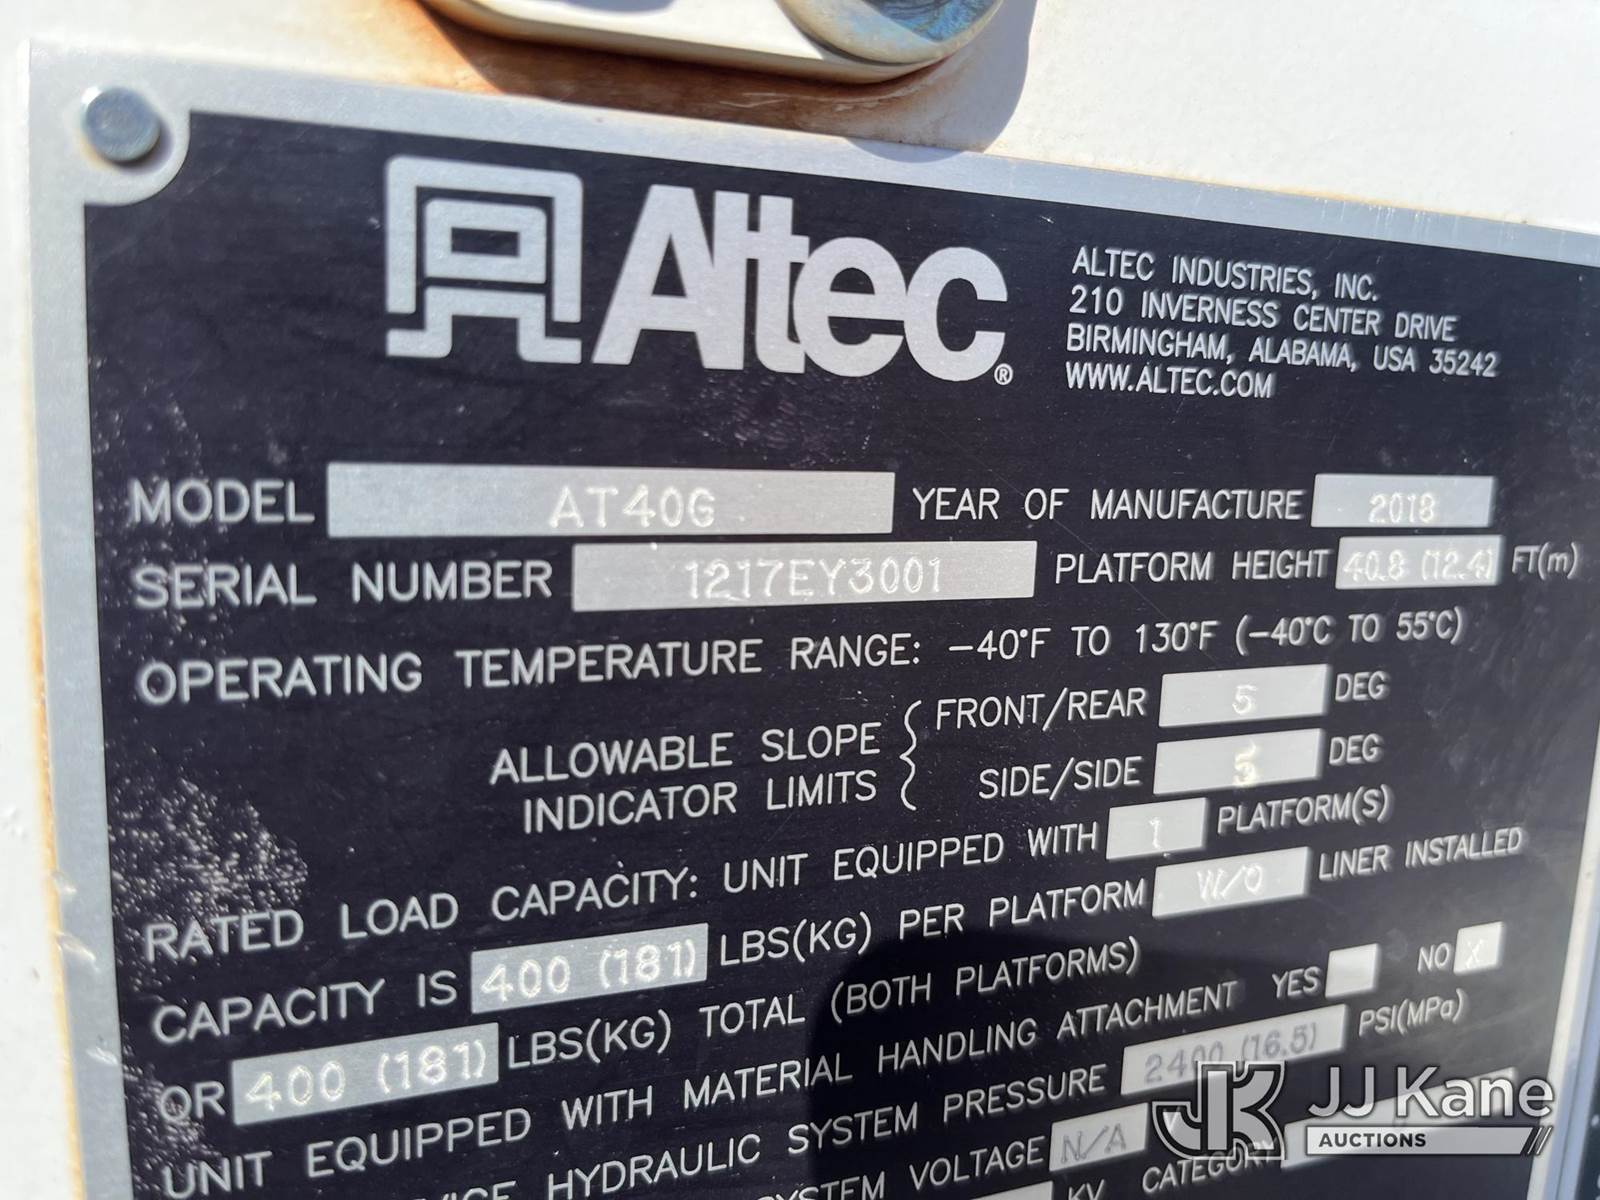 Altec®
ALTEC INDUSTRIES, INC.
210 INVERNESS CENTER DRIVE
BIRMINGHAM, ALABAMA, USA 35242
WWW.ALTEC.COM
MODEL AT40G YEAR OF MANUFACTURE 2018
SERIAL NUMBER 1217EY3001 PLATFORM HEIGHT 40.8 (12.4) FT(m)
OPERATING TEMPERATURE RANGE: -40°F TO 130°F (-40°C TO 55°C)
ALLOWABLE SLOPE INDICATOR LIMITS { FRONT/REAR 5 DEG
SIDE/SIDE 5 DEG
RATED LOAD CAPACITY: UNIT EQUIPPED WITH 1 PLATFORM(S)
CAPACITY IS 400 (181) LBS(KG) PER PLATFORM W/O LINER INSTALLED
OR 400 (181) LBS(KG) TOTAL (BOTH PLATFORMS)
UNIT EQUIPPED WITH MATERIAL HANDLING ATTACHMENT YES NO X
HYDRAULIC SYSTEM PRESSURE 2400 (16.5) PSI(MPa)
VOLTAGE N/A
KV CATEGORY
JK JJ Kane
AUCTIONS